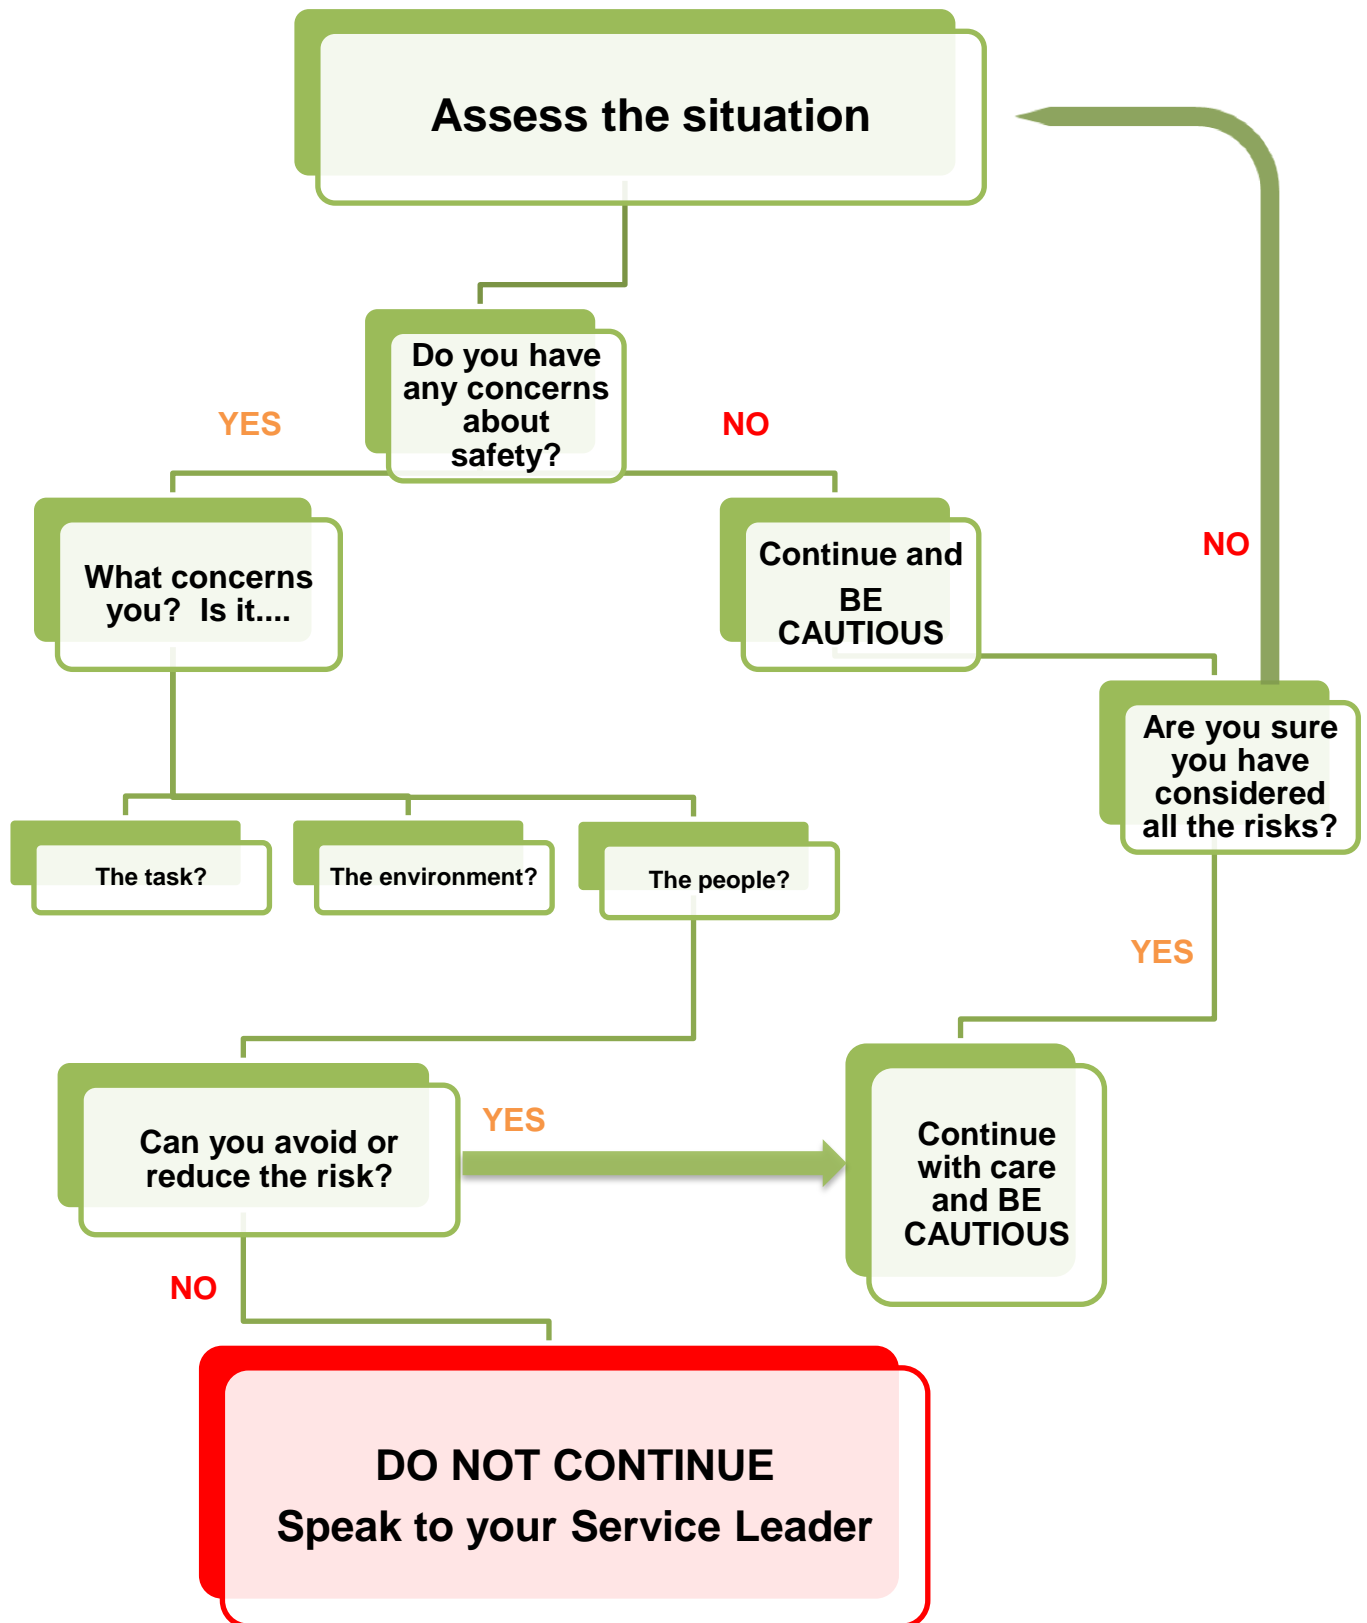 Assess the situation
Do you have
any concerns
about
safety?
YES
NO
What concerns
you?  Is it....
Continue and
BE
CAUTIOUS
NO
Are you sure
you have
considered
all the risks?
The task?
The environment?
The people?
YES
Can you avoid or
reduce the risk?
YES
Continue
with care
and BE
CAUTIOUS
NO
DO NOT CONTINUE
Speak to your Service Leader